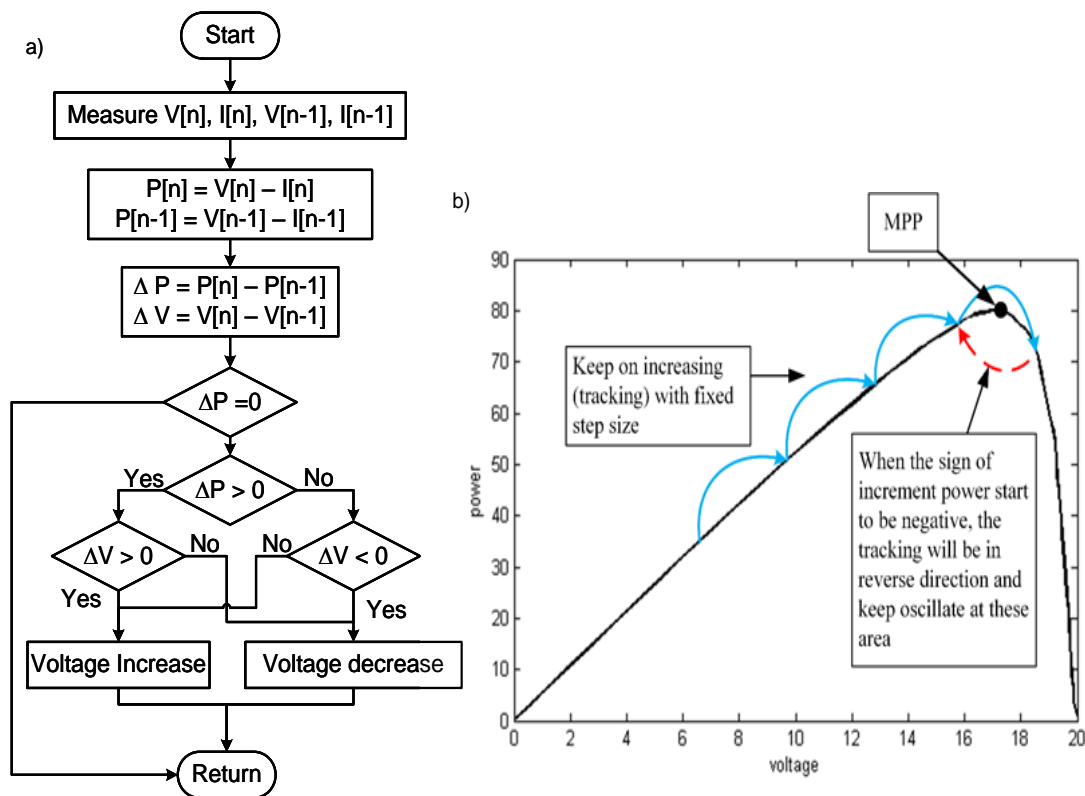 a)
Start
Measure V[n], I[n], V[n-1], I[n-1]
P[n] = V[n] – I[n]
P[n-1] = V[n-1] – I[n-1]
Δ P = P[n] – P[n-1]
Δ V = V[n] – V[n-1]
ΔP =0
Yes
ΔP > 0
No
ΔV > 0
No
No
ΔV < 0
Yes
Yes
Voltage Increase
Voltage decrease
Return
b)
MPP
90
80
70
60
50
40
30
20
10
0
power
Keep on increasing
(tracking) with fixed
step size
When the sign of
increment power start
to be negative, the
tracking will be in
reverse direction and
keep oscillate at these
area
0 2 4 6 8 10 12 14 16 18 20
voltage